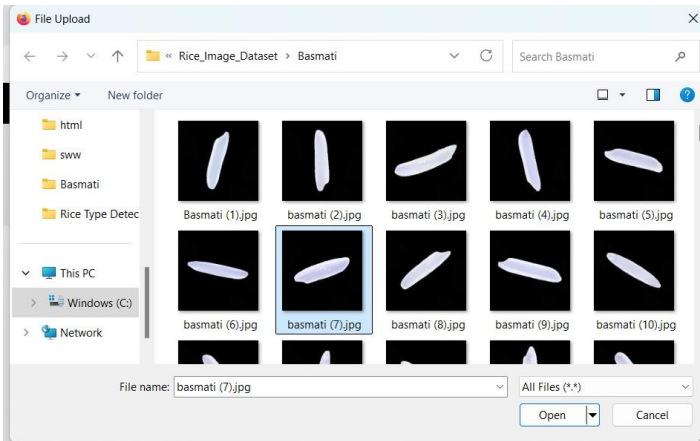 File Upload
« Rice_Image_Dataset > Basmati
Search Basmati
Organize
New folder
html
sww
Basmati
Rice Type Detec
This PC
Windows (C:)
Network
Basmati (1).jpg basmati (2).jpg basmati (3).jpg basmati (4).jpg basmati (5).jpg
basmati (6).jpg basmati (7).jpg basmati (8).jpg basmati (9).jpg basmati (10).jpg
File name: basmati (7).jpg
All Files (*.*)
Open
Cancel